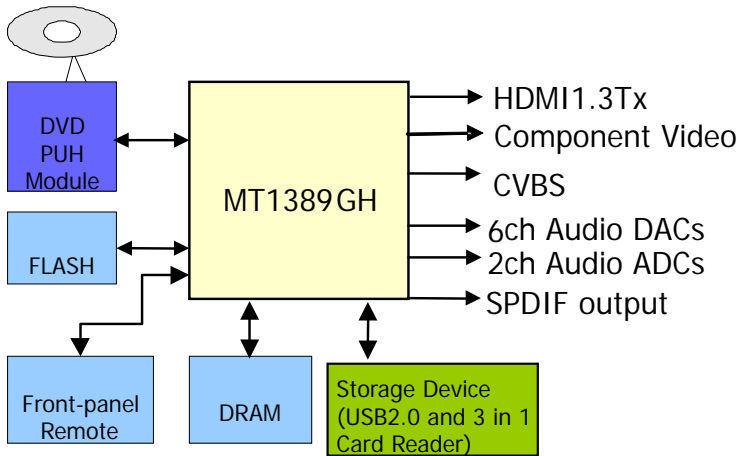 DVD
PUH
Module
FLASH
Front-panel
Remote
MT1389GH
DRAM
Storage Device
(USB2.0 and 3 in 1
Card Reader)
HDMI1.3Tx
Component Video
CVBS
6ch Audio DACs
2ch Audio ADCs
SPDIF output